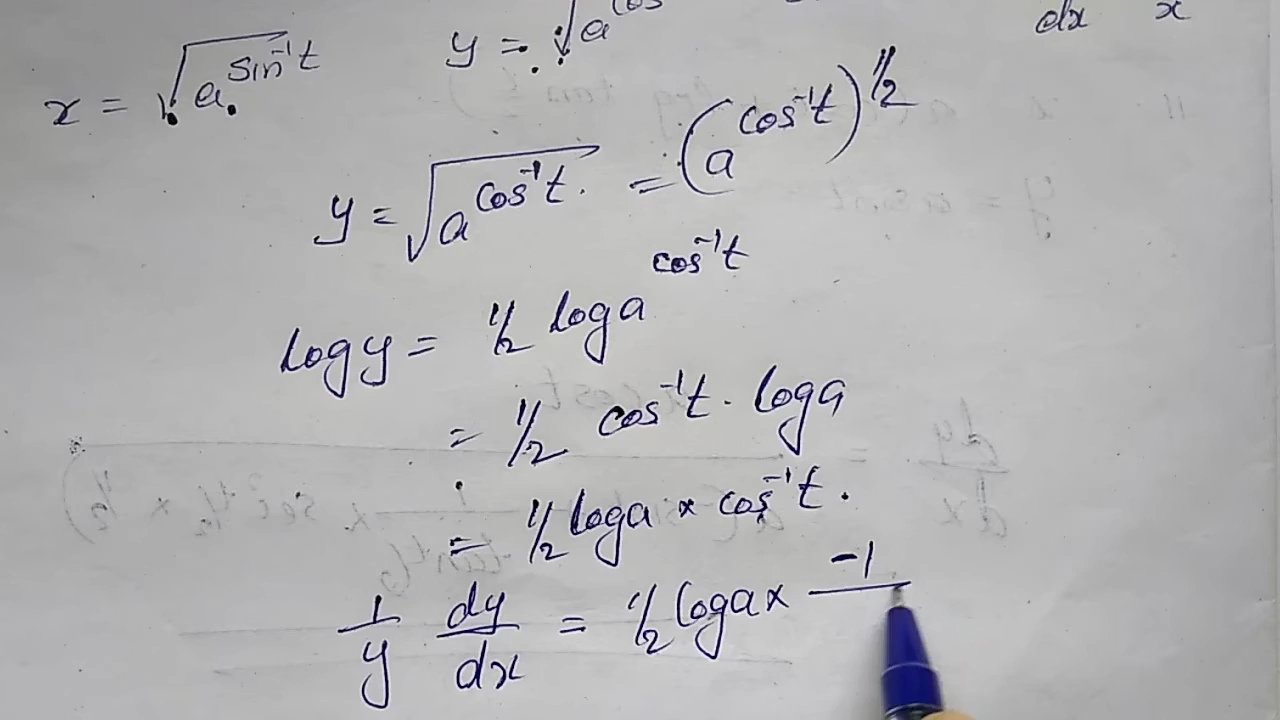 x = √a^sin⁻¹t y = √a^cos dx x
y = √a^cos⁻¹t. = (a^cos⁻¹t)^1/2
log y = 1/2 log a^cos⁻¹t
= 1/2 cos⁻¹t . log a
= 1/2 log a × cos⁻¹t .
1/y dy/dx = 1/2 log a × -1/